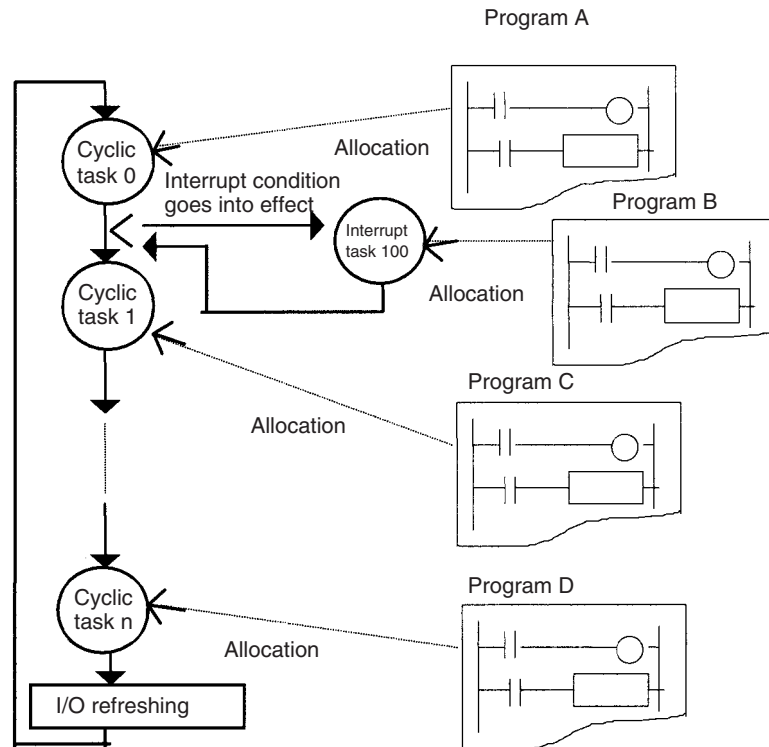 Program A
Cyclic
task 0
Allocation
Interrupt condition
goes into effect
Program B
Interrupt
task 100
Allocation
Cyclic
task 1
Program C
Allocation
Program D
Cyclic
task n
Allocation
I/O refreshing